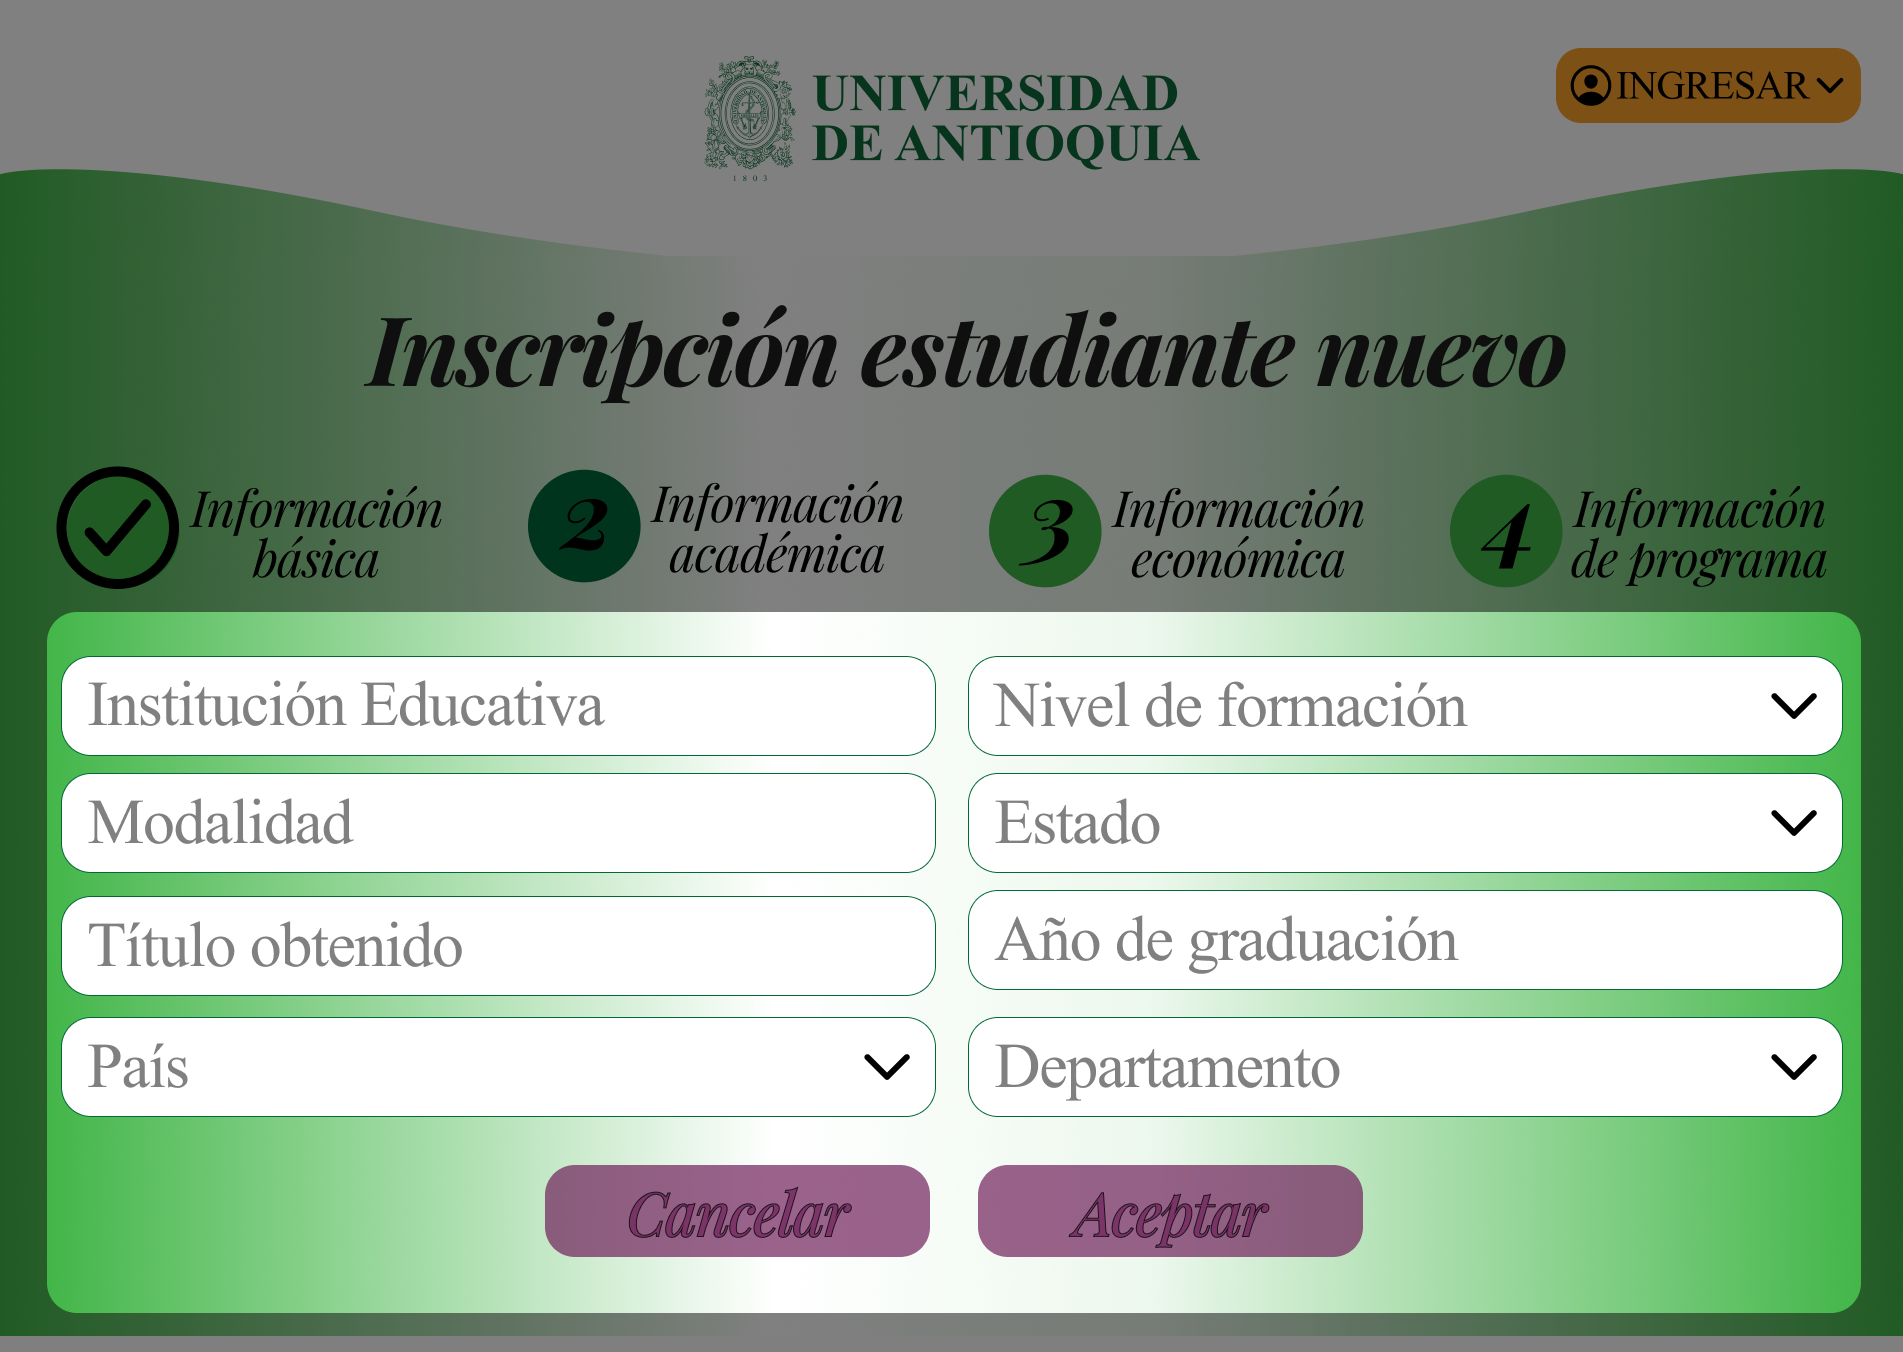 UNIVERSIDAD
DE ANTIOQUIA
1803
INGRESAR
Inscripción estudiante nuevo
Información
básica
2
Información
académica
3
Información
económica
4
Información
de programa
Institución Educativa
Nivel de formación
Modalidad
Estado
Título obtenido
Año de graduación
País
Departamento
Cancelar
Aceptar